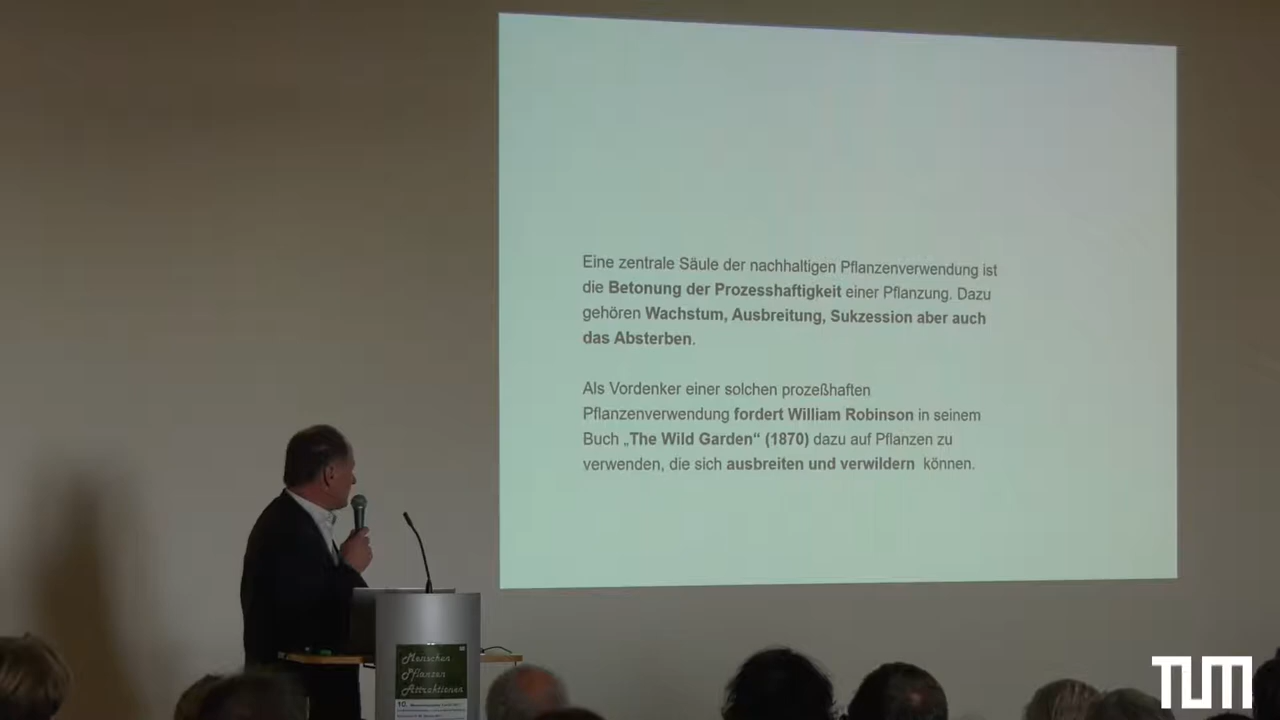 Eine zentrale Säule der nachhaltigen Pflanzenverwendung ist
die Betonung der Prozesshaftigkeit einer Pflanzung. Dazu
gehören Wachstum, Ausbreitung, Sukzession aber auch
das Absterben.
Als Vordenker einer solchen prozeßhaften
Pflanzenverwendung fordert William Robinson in seinem
Buch „The Wild Garden“ (1870) dazu auf Pflanzen zu
verwenden, die sich ausbreiten und verwildern können.
Menschen
Pflanzen
Attraktionen
10.
TUM